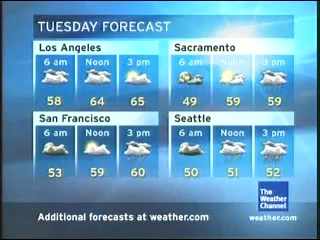 TUESDAY FORECAST
Los Angeles
6 am Noon 3 pm
58 64 65
Sacramento
6 am Noon 3 pm
49 59 59
San Francisco
6 am Noon 3 pm
53 59 60
Seattle
6 am Noon 3 pm
50 51 52
The
Weather
Channel
Additional forecasts at weather.com
weather.com